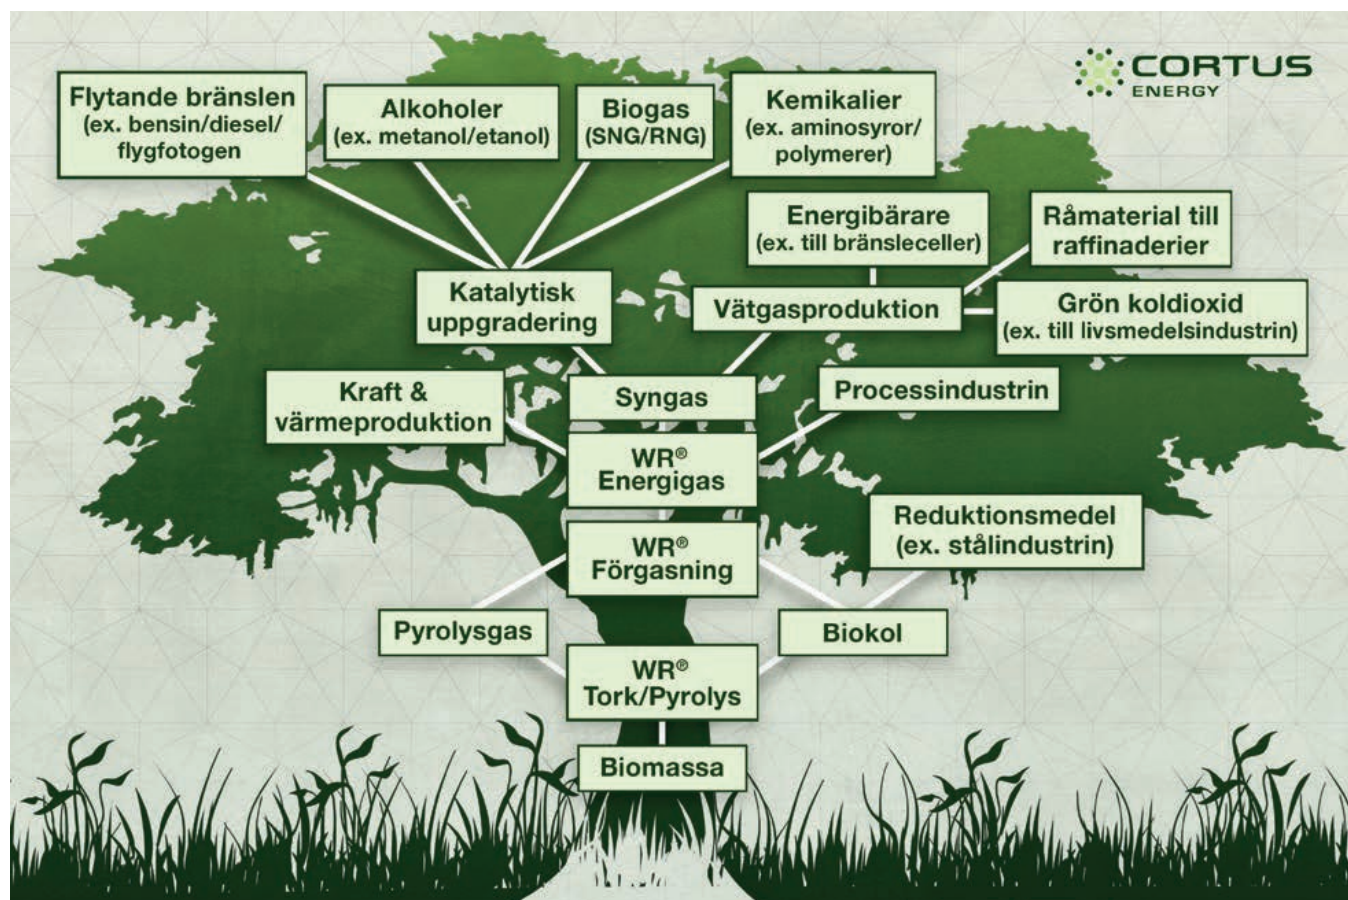 CORTUS
ENERGY
Flytande bränslen
(ex. bensin/diesel/
flygfotogen
Alkoholer
(ex. metanol/etanol)
Biogas
(SNG/RNG)
Kemikalier
(ex. aminosyror/
polymerer)
Energibärare
(ex. till bränsleceller)
Råmaterial till
raffinaderier
Katalytisk
uppgradering
Vätgasproduktion
Grön koldioxid
(ex. till livsmedelsindustrin)
Kraft &
värmeproduktion
Syngas
Processindustrin
WR®
Energigas
Reduktionsmedel
(ex. stålindustrin)
WR®
Förgasning
Pyrolysgas
Biokol
WR®
Tork/Pyrolys
Biomassa